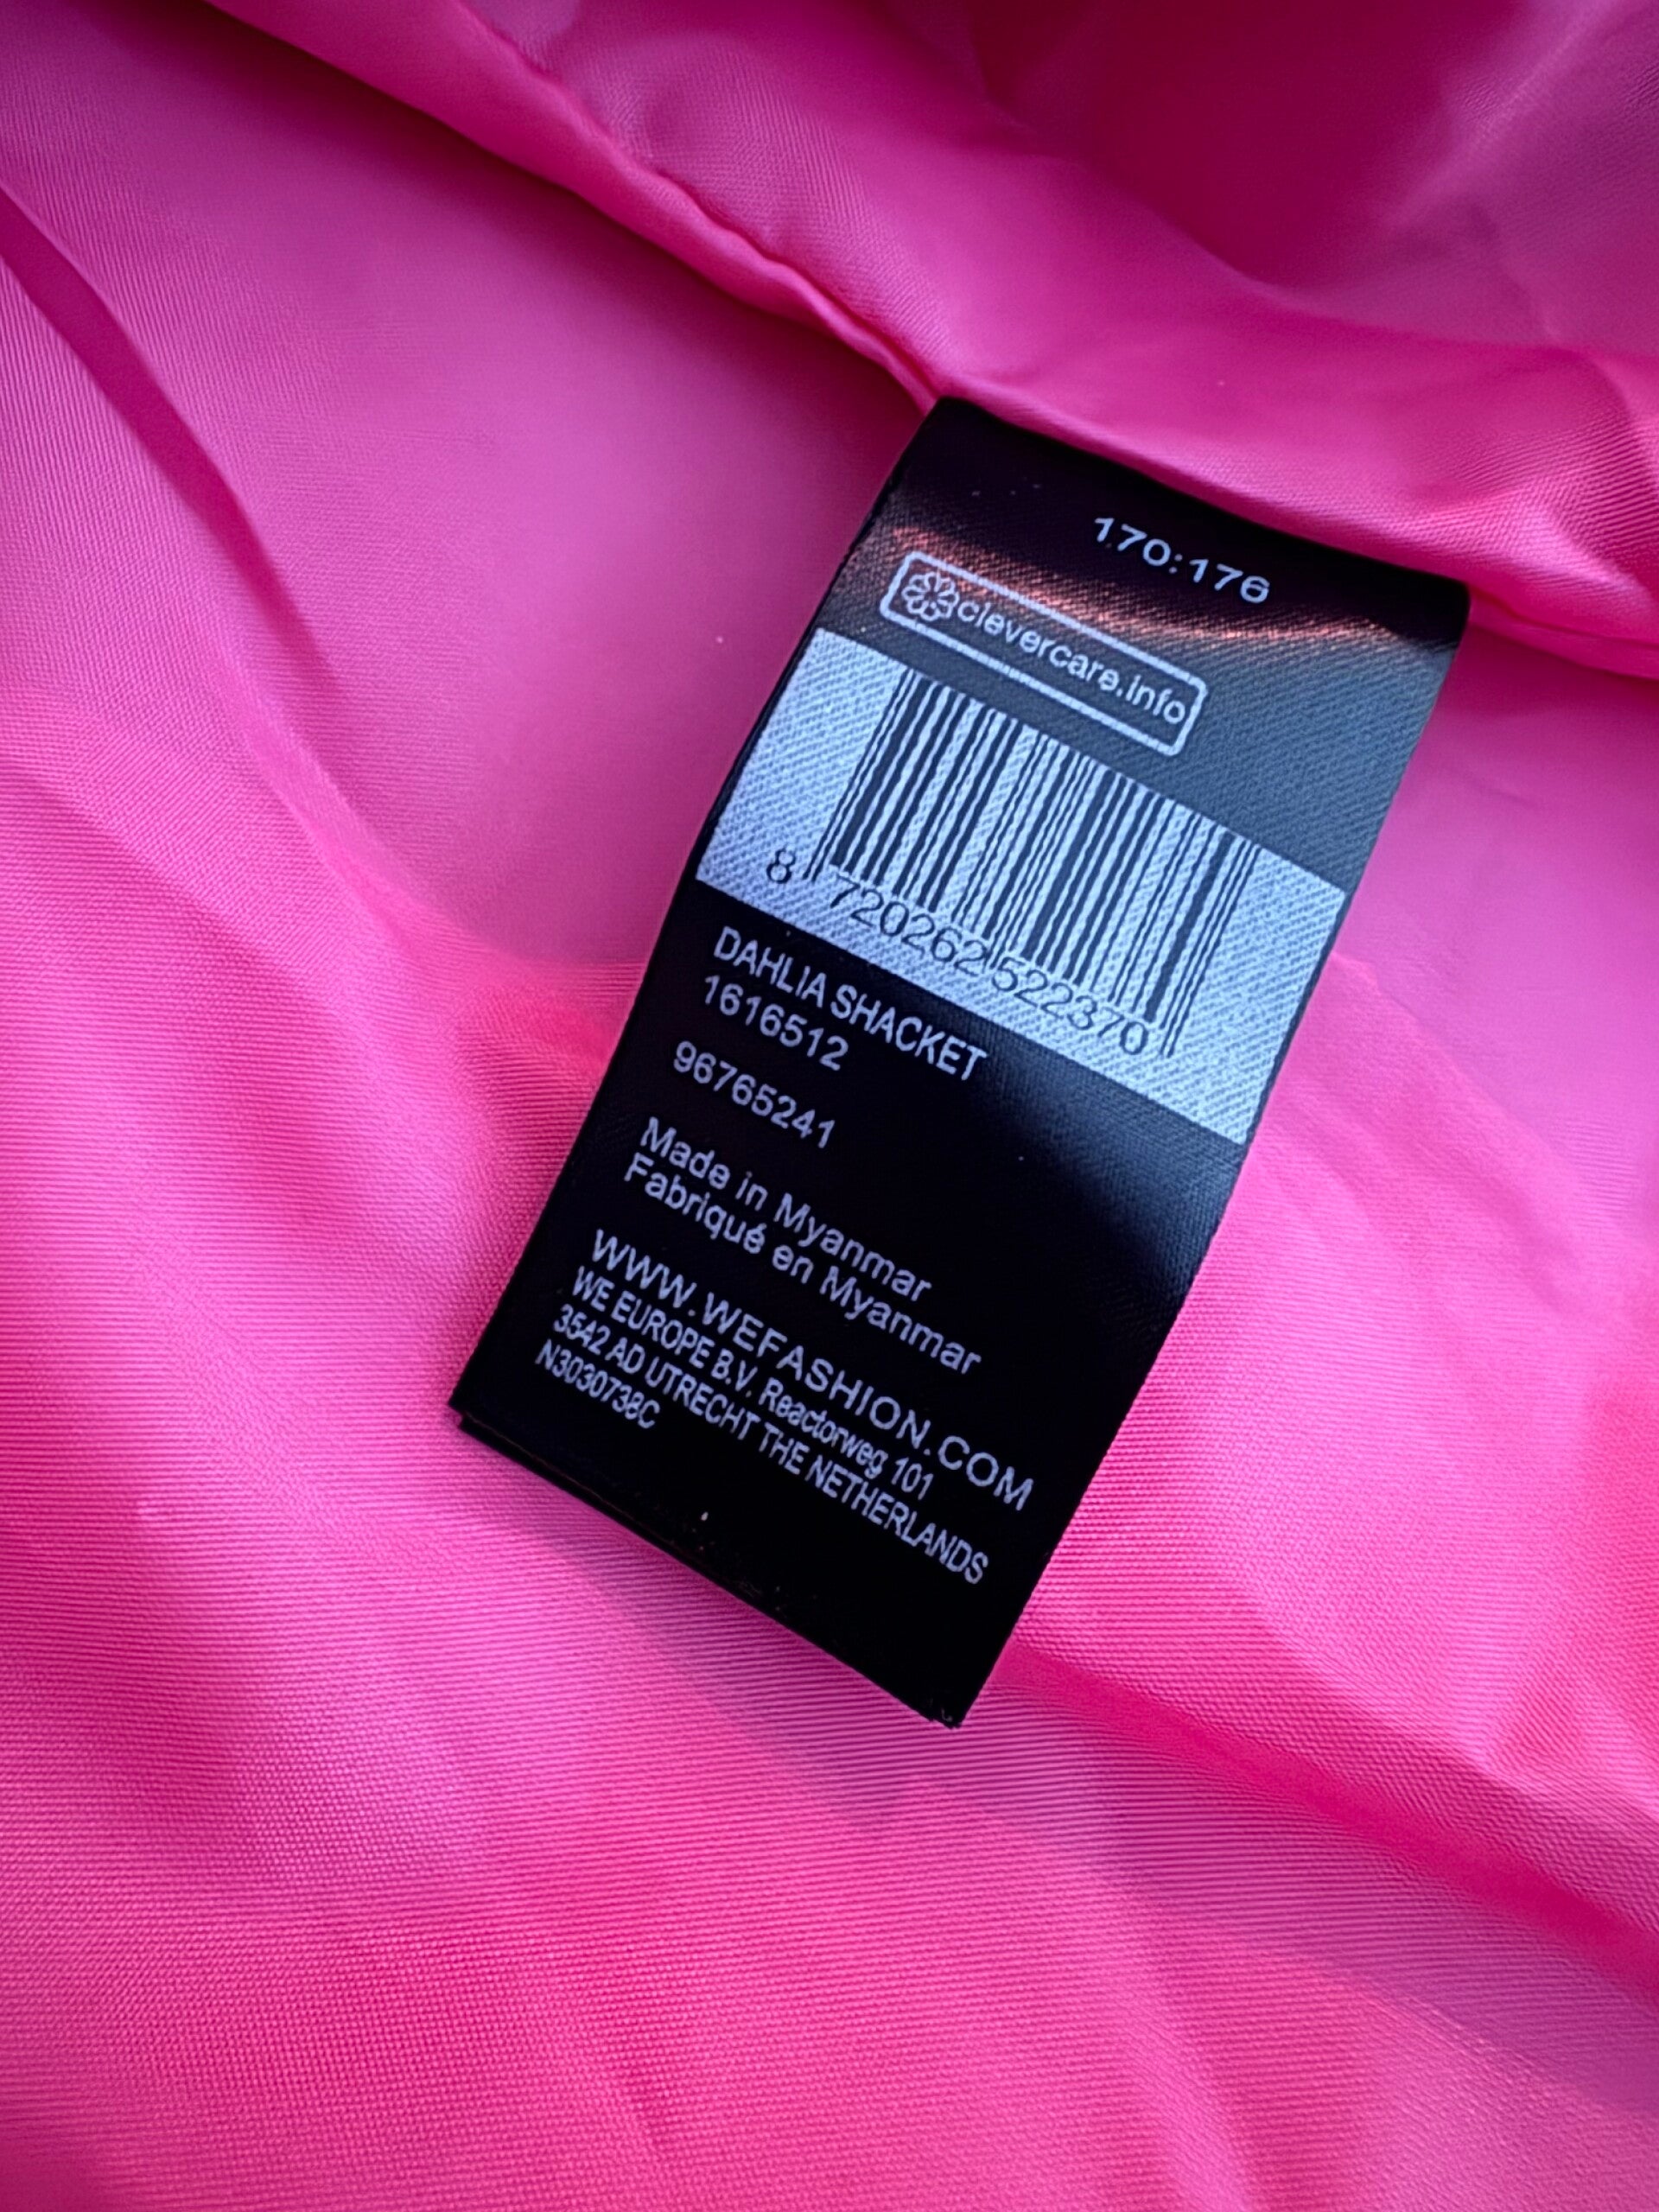 170:176
clevercare.info
8 720262 522370
DAHLIA SHACKET
1616512
96765241
Made in Myanmar
Fabriqué en Myanmar
WWW.WEFASHION.COM
WE EUROPE B.V. Reactorweg 101
3542 AD UTRECHT THE NETHERLANDS
N3030738C